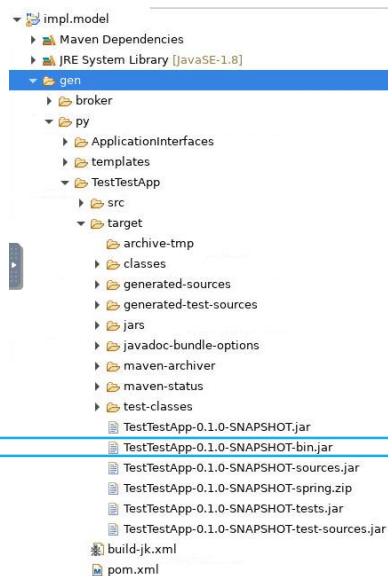 impl.model
Maven Dependencies
JRE System Library [JavaSE-1.8]
gen
broker
py
ApplicationInterfaces
templates
TestTestApp
src
target
archive-tmp
classes
generated-sources
generated-test-sources
jars
javadoc-bundle-options
maven-archiver
maven-status
test-classes
TestTestApp-0.1.0-SNAPSHOT.jar
TestTestApp-0.1.0-SNAPSHOT-bin.jar
TestTestApp-0.1.0-SNAPSHOT-sources.jar
TestTestApp-0.1.0-SNAPSHOT-spring.zip
TestTestApp-0.1.0-SNAPSHOT-tests.jar
TestTestApp-0.1.0-SNAPSHOT-test-sources.jar
build-jk.xml
pom.xml